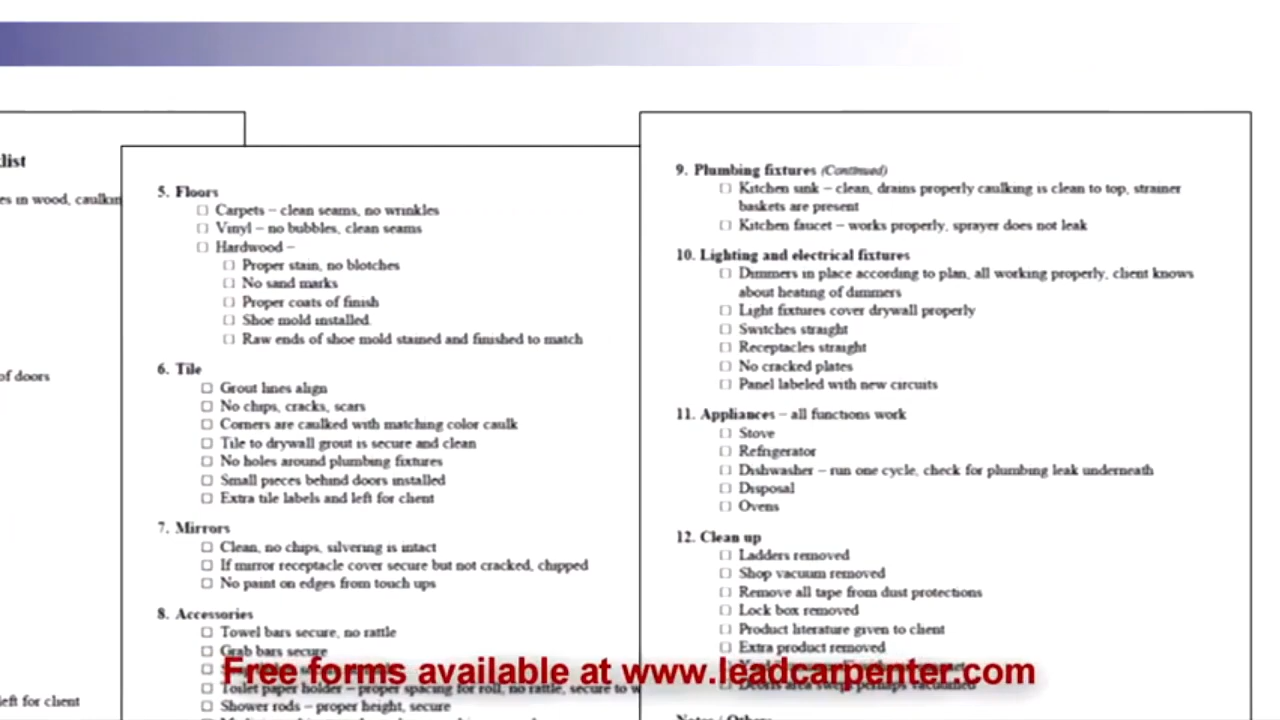 list
es in wood, caulkin
of doors
left for client
5. Floors
Carpets – clean seams, no wrinkles
Vinyl – no bubbles, clean seams
Hardwood –
Proper stain, no blotches
No sand marks
Proper coats of finish
Shoe mold installed
Raw ends of shoe mold stained and finished to match
6. Tile
Grout lines align
No chips, cracks, scars
Corners are caulked with matching color caulk
Tile to drywall grout is secure and clean
No holes around plumbing fixtures
Small pieces behind doors installed
Extra tile labels and left for client
7. Mirrors
Clean, no chips, silvering is intact
If mirror receptacle cover secure but not cracked, chipped
No paint on edges from touch ups
8. Accessories
Towel bars secure, no rattle
Grab bars secure
Toilet paper holder – proper spacing for roll, no rattle, secure to w
Shower rods – proper height, secure
9. Plumbing fixtures (Continued)
Kitchen sink – clean, drains properly caulking is clean to top, strainer
baskets are present
Kitchen faucet – works properly, sprayer does not leak
10. Lighting and electrical fixtures
Dimmers in place according to plan, all working properly, client knows
about heating of dimmers
Light fixtures cover drywall properly
Switches straight
Receptacles straight
No cracked plates
Panel labeled with new circuits
11. Appliances – all functions work
Stove
Refrigerator
Dishwasher – run one cycle, check for plumbing leak underneath
Disposal
Ovens
12. Clean up
Ladders removed
Shop vacuum removed
Remove all tape from dust protections
Lock box removed
Product literature given to client
Extra product removed
Debris area swept perhaps vacuumed
Notes / Others
Free forms available at www.leadcarpenter.com